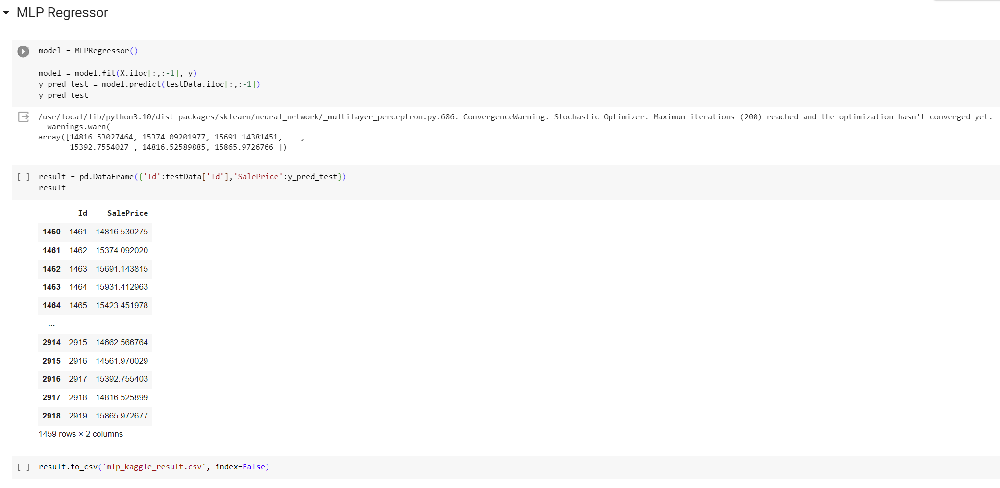 MLP Regressor
model = MLPRegressor()
model = model.fit(X.iloc[:,:-1], y)
y_pred_test = model.predict(testData.iloc[:,:-1])
y_pred_test
/usr/local/lib/python3.10/dist-packages/sklearn/neural_network/_multilayer_perceptron.py:686: ConvergenceWarning: Stochastic Optimizer: Maximum iterations (200) reached and the optimization hasn't converged yet.
  warnings.warn(
array([14816.53027464, 15374.09201977, 15691.14381451, ...,
       15392.7554027 , 14816.52589885, 15865.9726766 ])
[ ] result = pd.DataFrame({'Id':testData['Id'],'SalePrice':y_pred_test})
result
Id SalePrice
1460 1461 14816.530275
1461 1462 15374.092020
1462 1463 15691.143815
1463 1464 15931.412963
1464 1465 15423.451978
... ... ...
2914 2915 14662.566764
2915 2916 14561.970029
2916 2917 15392.755403
2917 2918 14816.525899
2918 2919 15865.972677
1459 rows × 2 columns
[ ] result.to_csv('mlp_kaggle_result.csv', index=False)